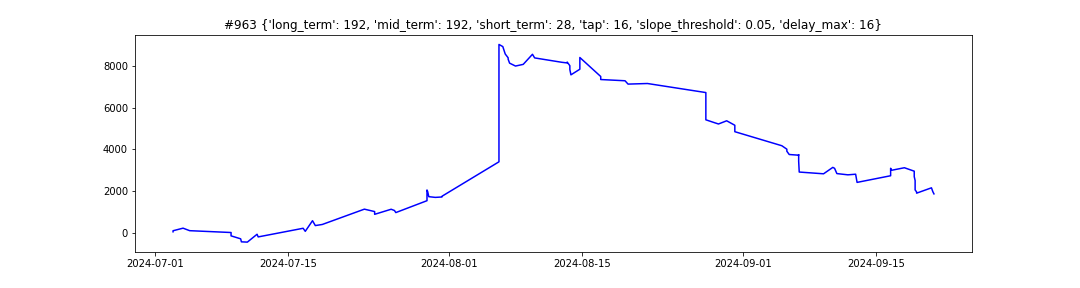 #963 {'long_term': 192, 'mid_term': 192, 'short_term': 28, 'tap': 16, 'slope_threshold': 0.05, 'delay_max': 16}
8000
6000
4000
2000
0
2024-07-01 2024-07-15 2024-08-01 2024-08-15 2024-09-01 2024-09-15